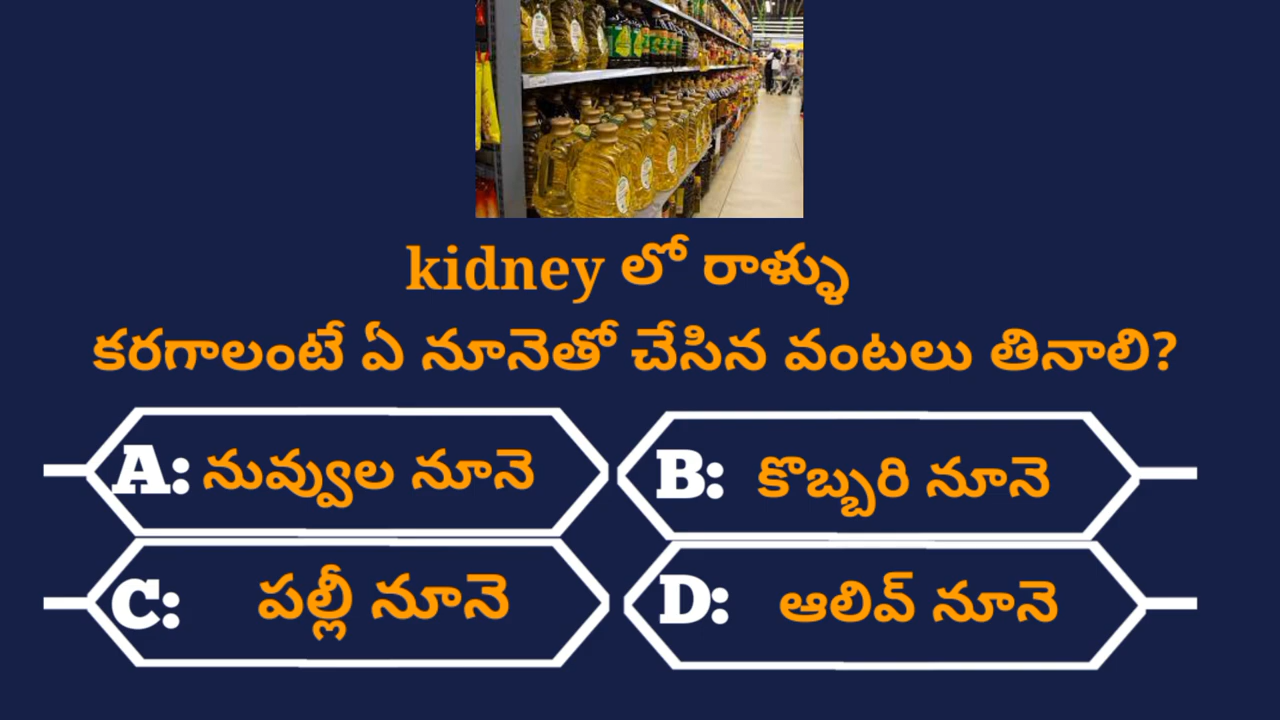 kidney లో రాళ్ళు
కరగాలంటే ఏ నూనెతో చేసిన వంటలు తినాలి?
A: నువ్వుల నూనె
B: కొబ్బరి నూనె
C: పల్లీ నూనె
D: ఆలివ్ నూనె